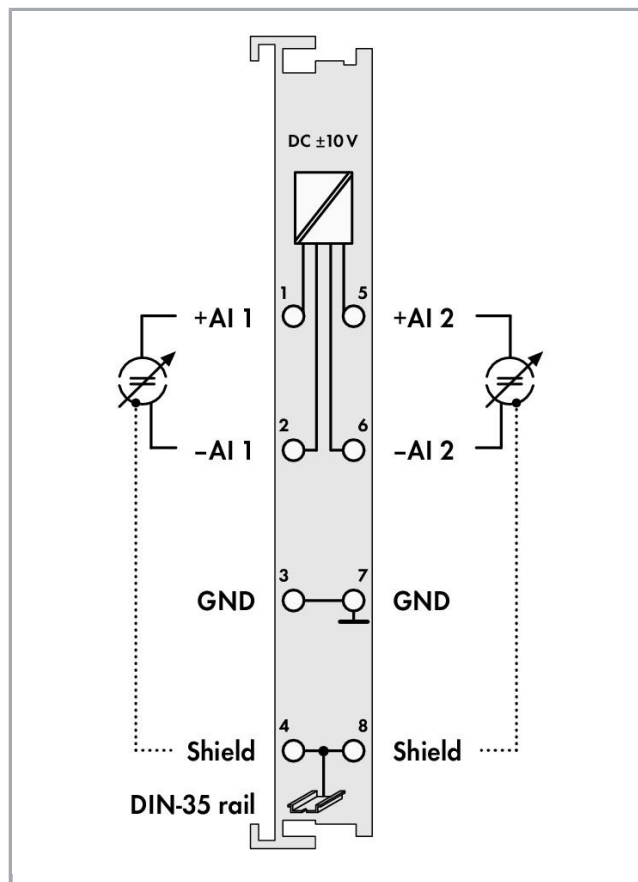 DC ±10 V
1 5
+AI 1 +AI 2
2 6
–AI 1 –AI 2
3 7
GND GND
4 8
Shield Shield
DIN-35 rail